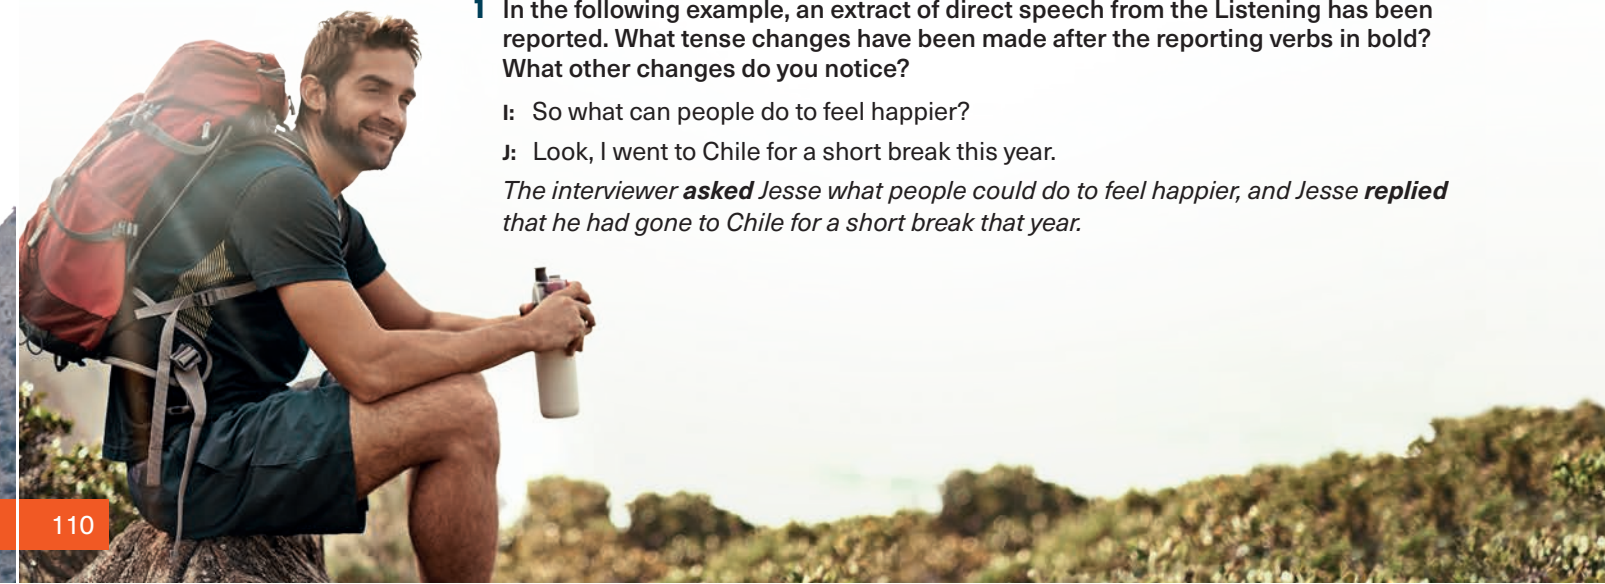 1 In the following example, an extract of direct speech from the Listening has been
reported. What tense changes have been made after the reporting verbs in bold?
What other changes do you notice?
I: So what can people do to feel happier?
J: Look, I went to Chile for a short break this year.
The interviewer asked Jesse what people could do to feel happier, and Jesse replied
that he had gone to Chile for a short break that year.
110